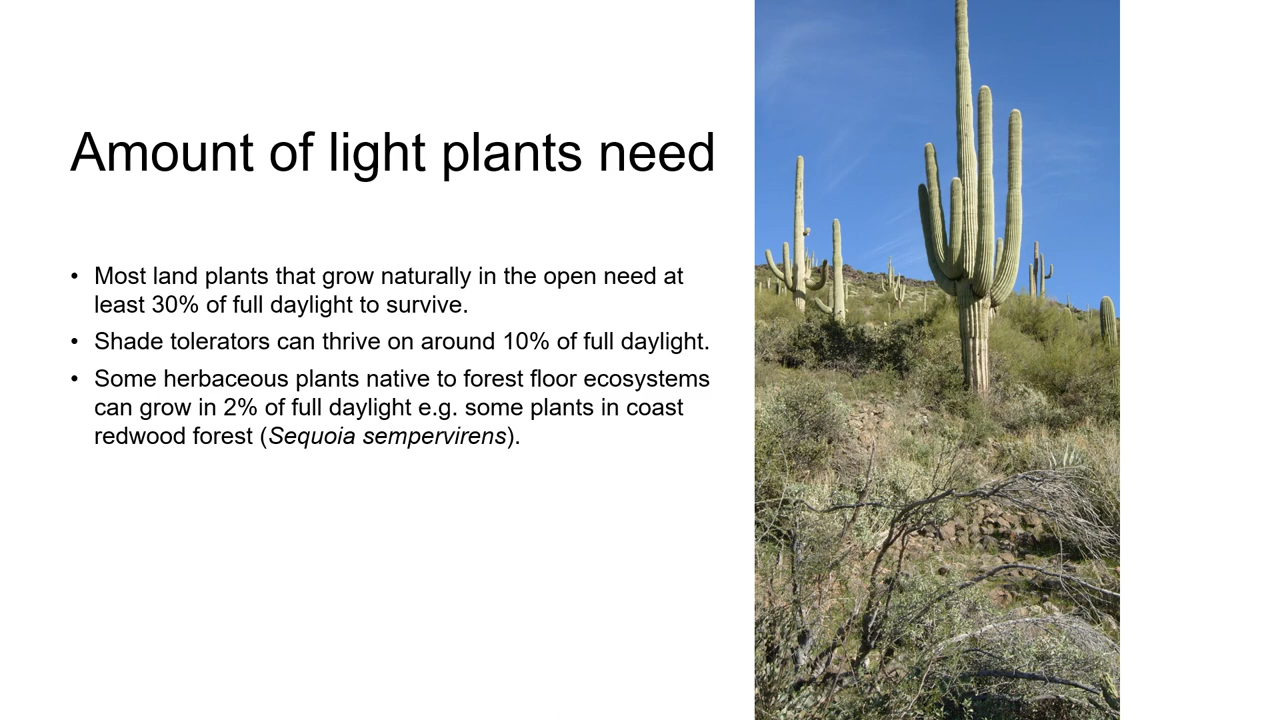 Amount of light plants need
• Most land plants that grow naturally in the open need at
least 30% of full daylight to survive.
• Shade tolerators can thrive on around 10% of full daylight.
• Some herbaceous plants native to forest floor ecosystems
can grow in 2% of full daylight e.g. some plants in coast
redwood forest (Sequoia sempervirens).